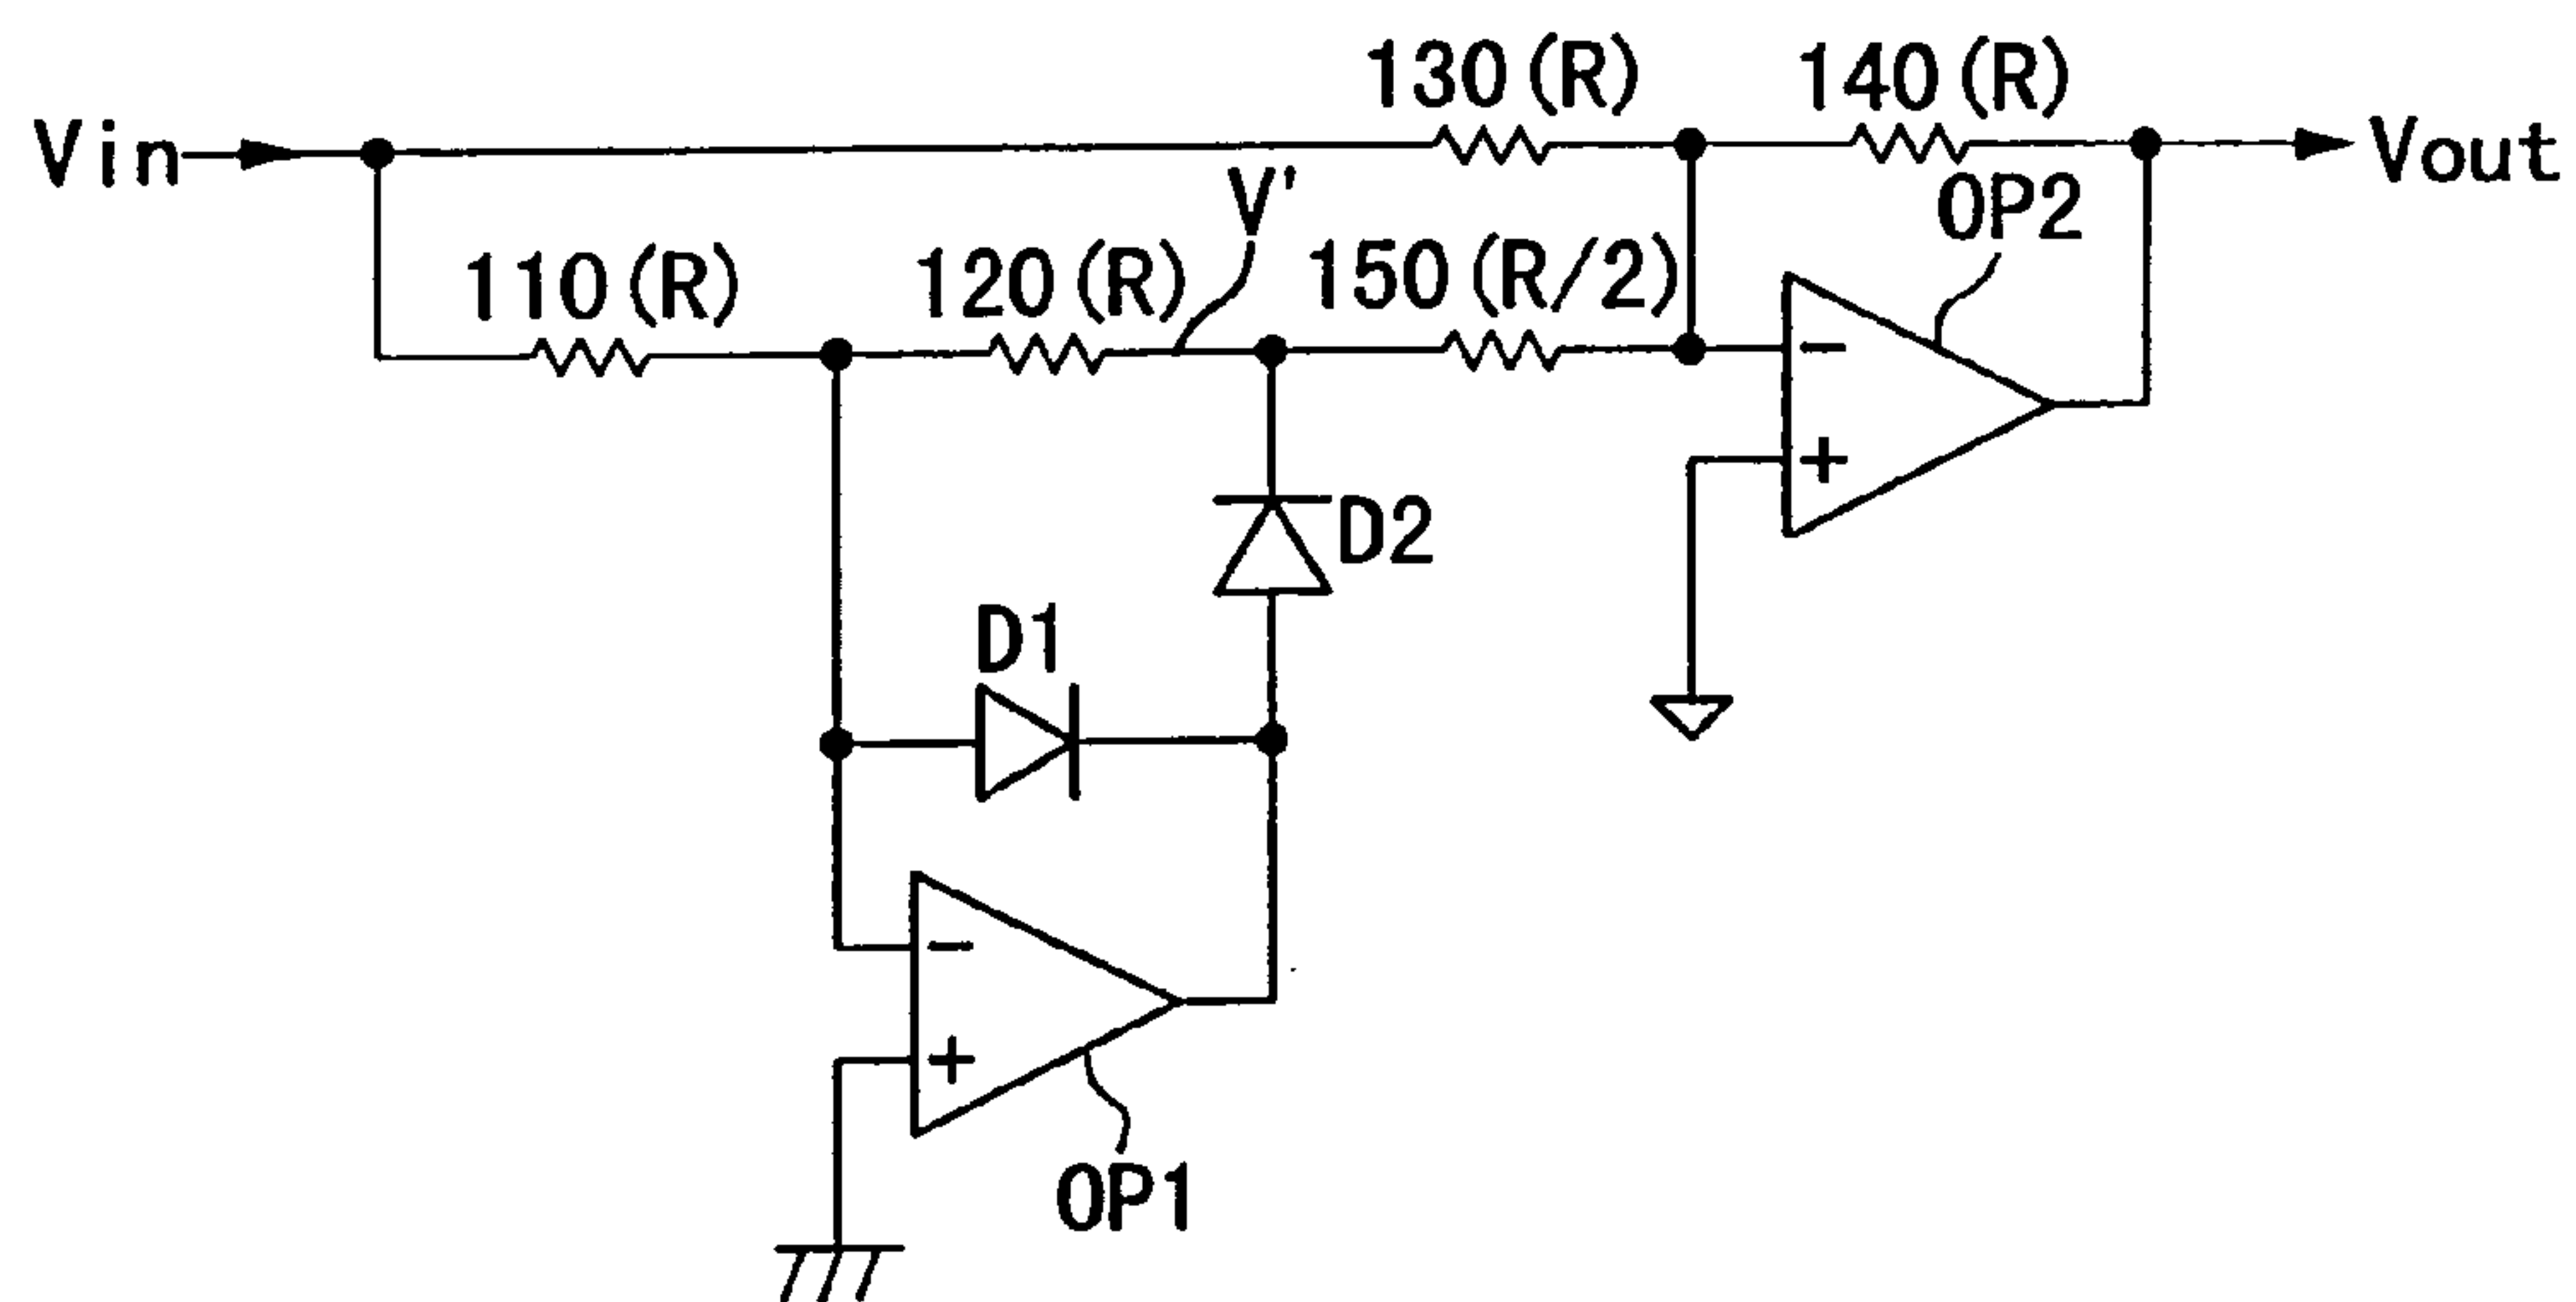 130(R)
140(R)
Vin
Vout
V'
OP2
110(R)
120(R)
150(R/2)
−
+
D2
D1
−
+
OP1